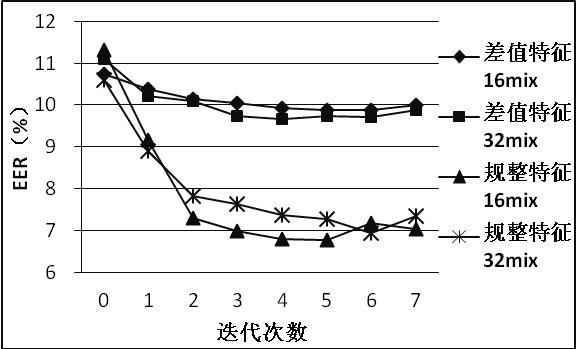 12
11
10
9
8
7
6
EER（%）
0 1 2 3 4 5 6 7
迭代次数
差值特征
16mix
差值特征
32mix
规整特征
16mix
规整特征
32mix